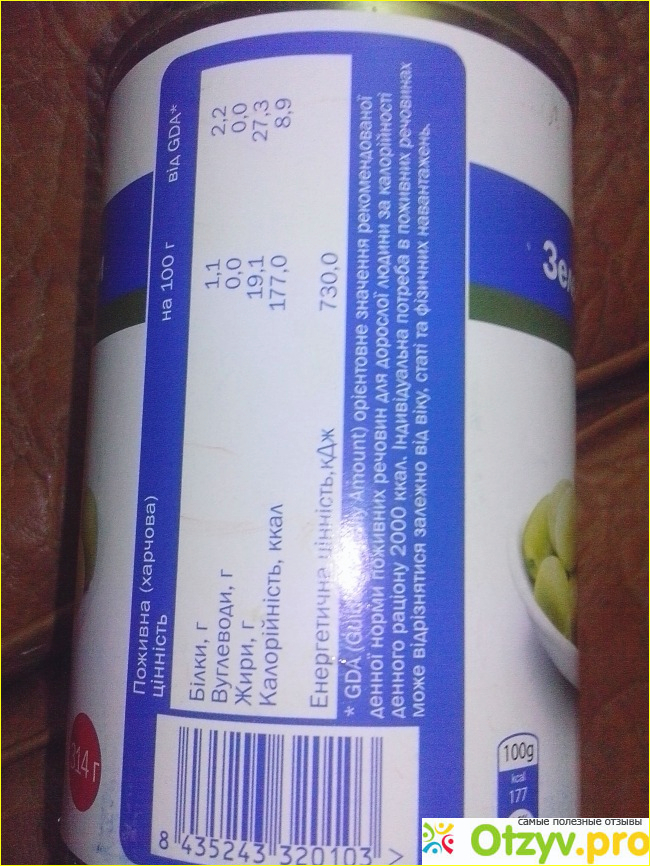 Поживна (харчова)
цінність
на 100 г
від GDA*
Білки, г 1,1 2,2
Вуглеводи, г 0,0 0,0
Жири, г 19,1 27,3
Калорійність, ккал 177,0 8,9
Енергетична цінність,кДж 730,0
* GDA ( Amount) орієнтовне значення рекомендованої
денної норми поживних речовин для дорослої людини за калорійності
денного раціону 2000 ккал. Індивідуальна потреба в поживних речовинах
може відрізнятися залежно від віку, статі та фізичних навантажень.
8 435243 320103 >
314 г
Зел
100g
kcal
177
самые полезные отзывы
Otzyv.pro